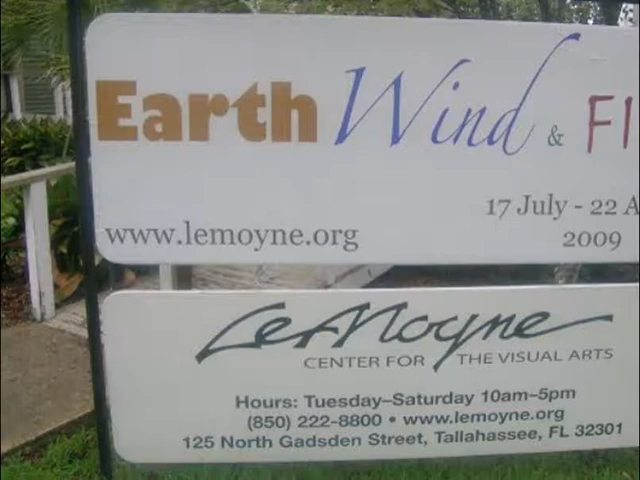 Earth Wind & FI
17 July - 22 A
www.lemoyne.org
2009
LeMoyne
CENTER FOR THE VISUAL ARTS
Hours: Tuesday–Saturday 10am–5pm
(850) 222-8800 • www.lemoyne.org
125 North Gadsden Street, Tallahassee, FL 32301